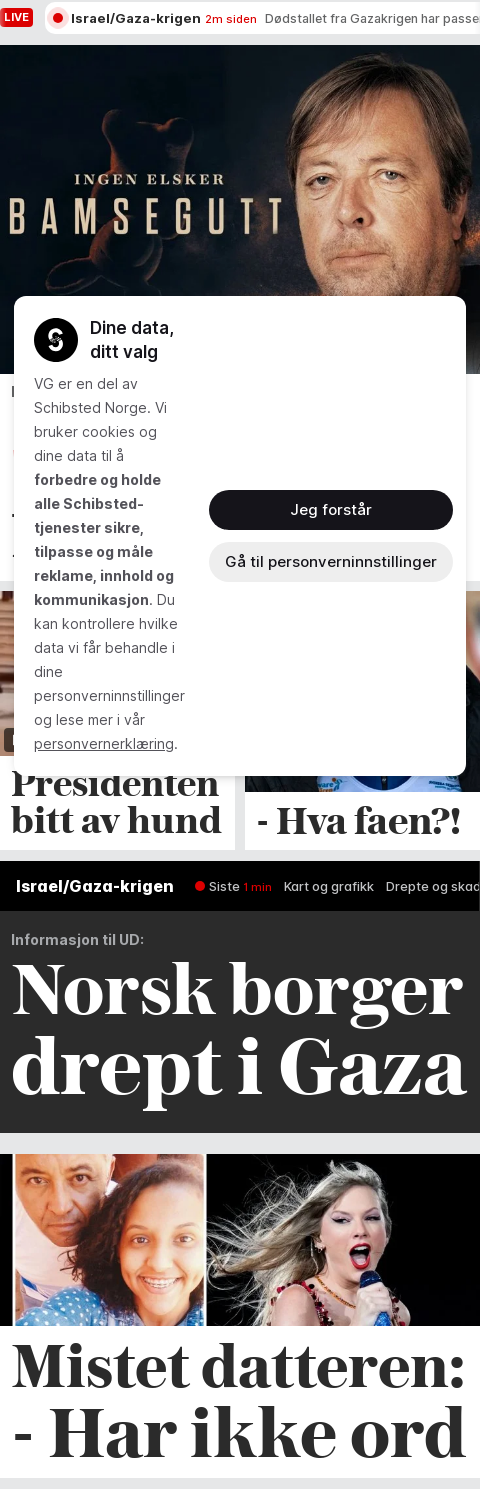 LIVE
Israel/Gaza-krigen 2m siden Dødstallet fra Gazakrigen har passe
INGEN ELSKER
BAMSEGUTT
Dine data,
ditt valg
VG er en del av
Schibsted Norge. Vi
bruker cookies og
dine data til å
forbedre og holde
alle Schibsted-
tjenester sikre,
tilpasse og måle
reklame, innhold og
kommunikasjon. Du
kan kontrollere hvilke
data vi får behandle i
dine
personverninnstillinger
og lese mer i vår
personvernerklæring.
Jeg forstår
Gå til personverninnstillinger
Presidenten
bitt av hund
- Hva faen?!
Israel/Gaza-krigen Siste 1 min Kart og grafikk Drepte og skad
Informasjon til UD:
Norsk borger
drept i Gaza
Mistet datteren:
- Har ikke ord